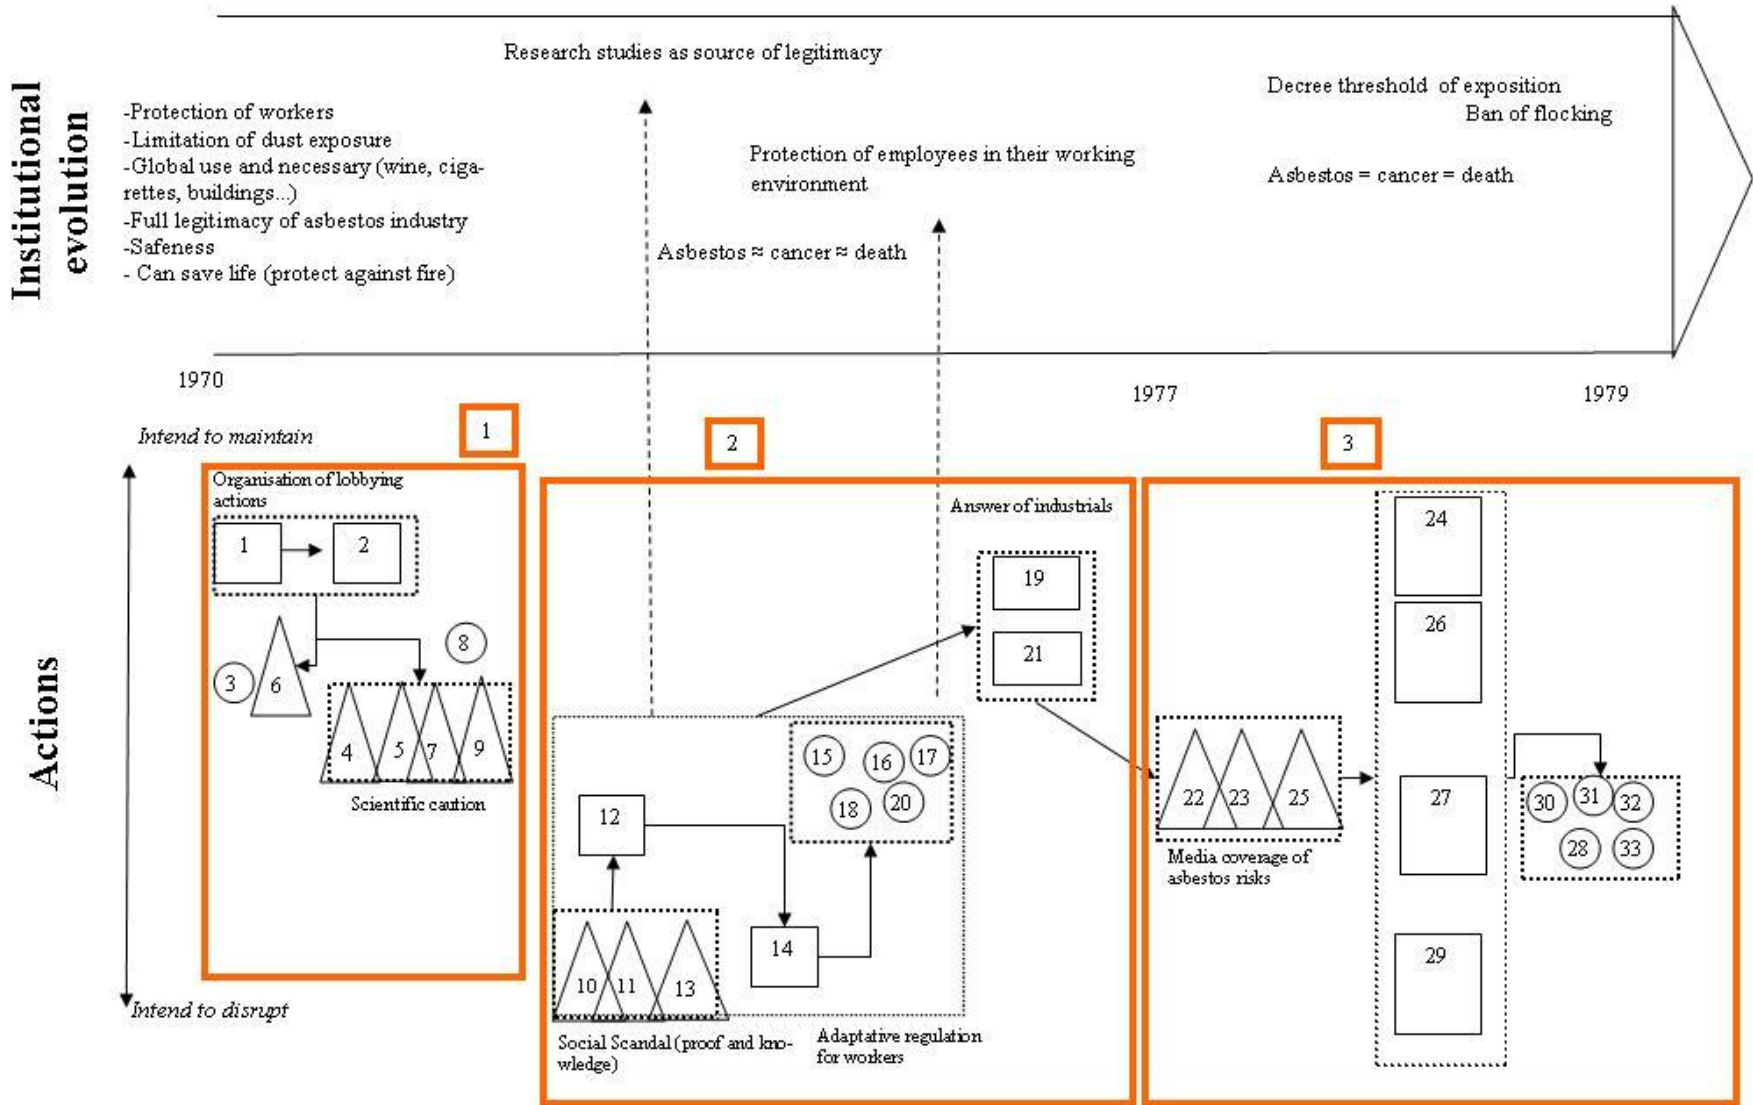 Institutional
evolution
Research studies as source of legitimacy
-Protection of workers
-Limitation of dust exposure
-Global use and necessary (wine, ciga-
rettes, buildings...)
-Full legitimacy of asbestos industry
-Safeness
- Can save life (protect against fire)
Asbestos ≈ cancer ≈ death
Protection of employees in their working
environment
Decree threshold of exposition
Ban of flocking
Asbestos = cancer = death
1970
1977
1979
Actions
Intend to maintain
Intend to disrupt
1
Organisation of lobbying
actions
1
2
3
6
8
4
5
7
9
Scientific caution
2
Answer of industrials
19
21
15
16
17
18
20
12
14
10
11
13
Social Scandal (proof and kno-
wledge)
Adaptative regulation
for workers
3
22
23
25
Media coverage of
asbestos risks
24
26
27
29
30
31
32
28
33